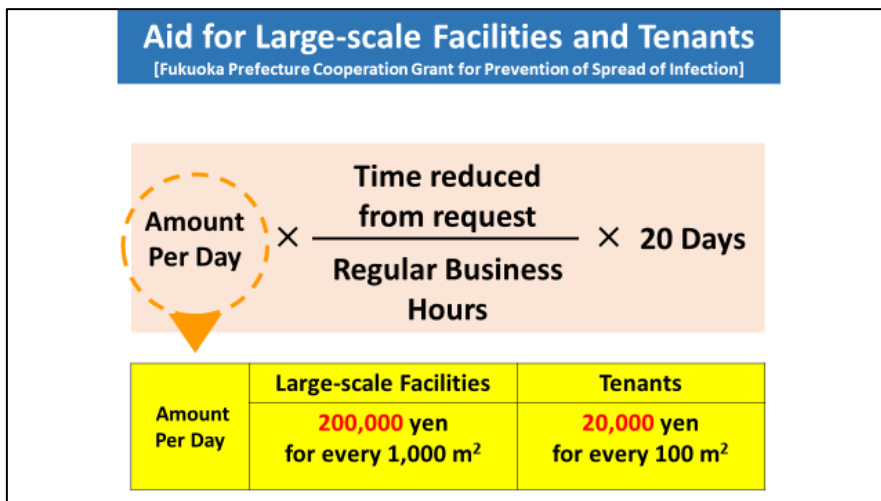 Aid for Large-scale Facilities and Tenants
[Fukuoka Prefecture Cooperation Grant for Prevention of Spread of Infection]
Amount
Per Day
×
Time reduced
from request
Regular Business
Hours
× 20 Days
Amount
Per Day
Large-scale Facilities
Tenants
200,000 yen
for every 1,000 m²
20,000 yen
for every 100 m²